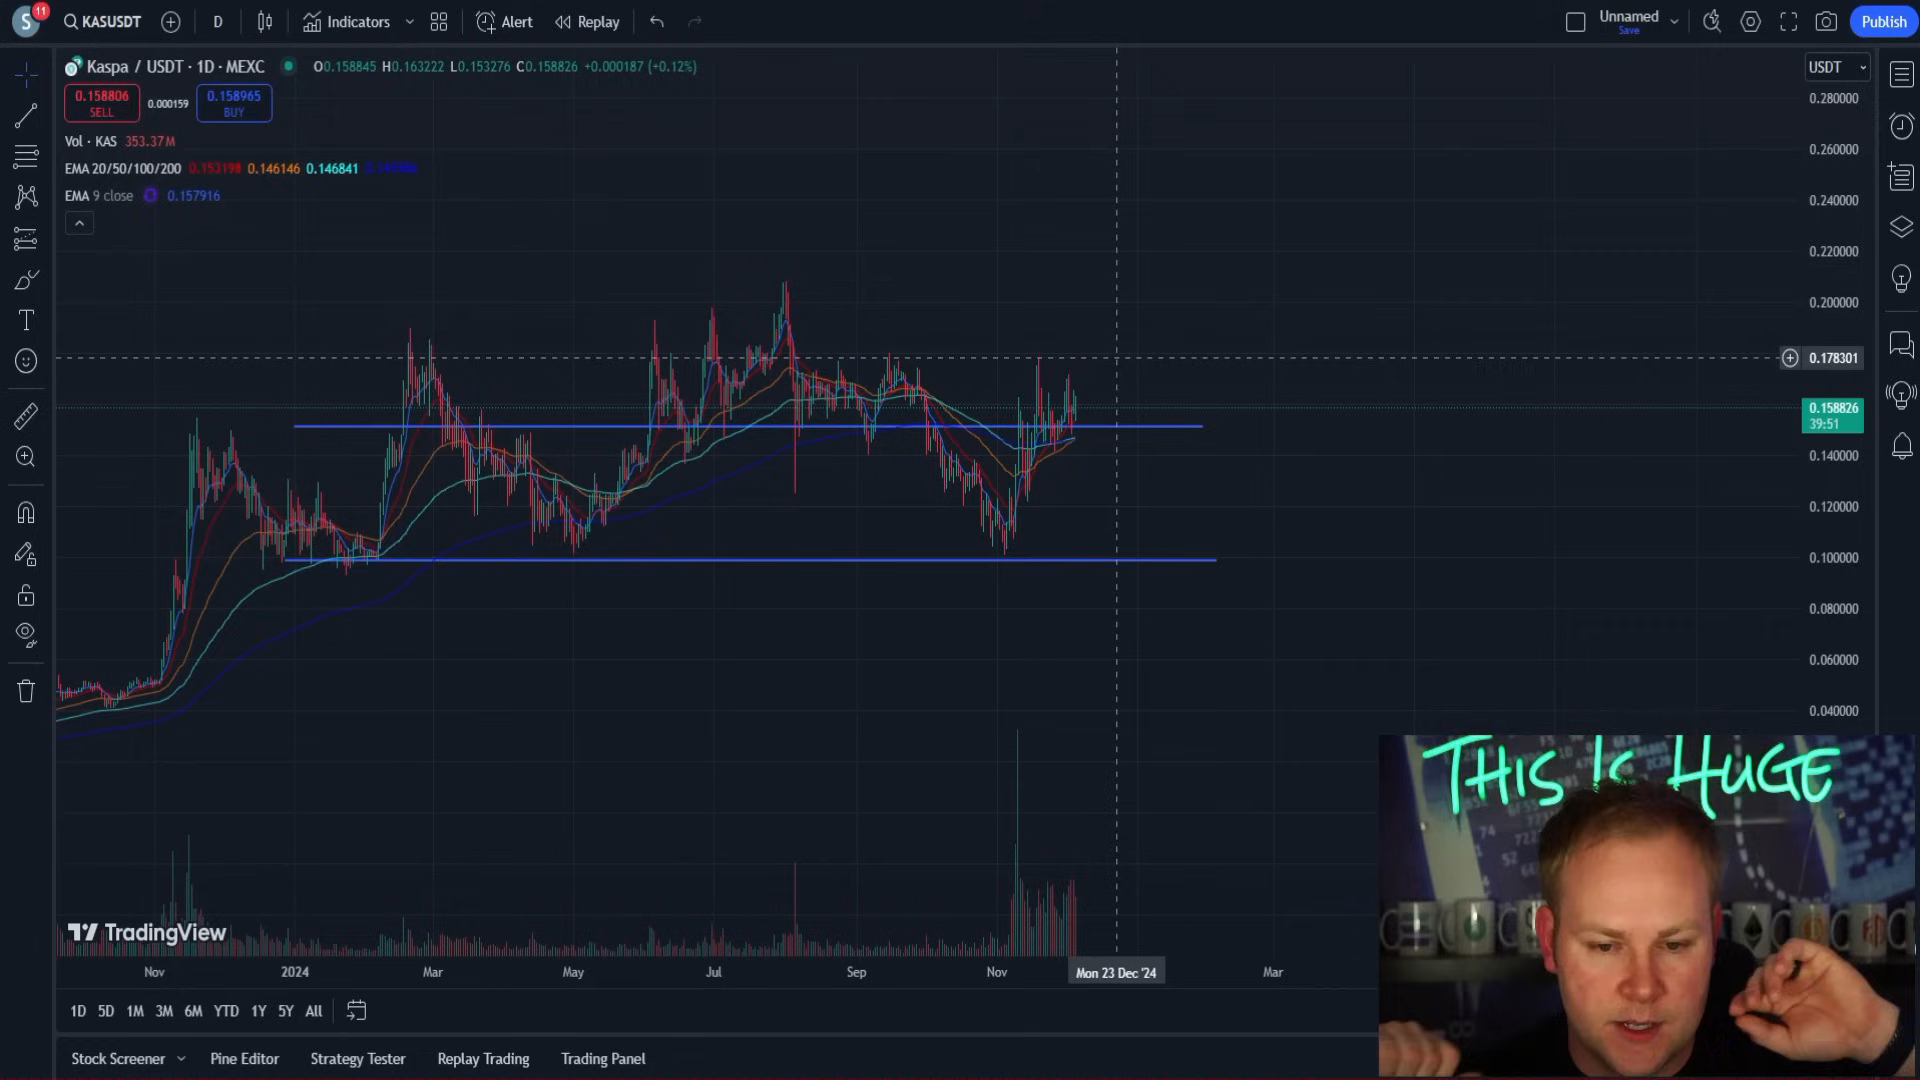 S 11 KASUSDT D Indicators Alert Replay Unnamed Save Publish
Kaspa / USDT · 1D · MEXC O0.158845 H0.163222 L0.153276 C0.158826 +0.000187 (+0.12%) USDT
0.158806 SELL 0.000159 0.158965 BUY
Vol · KAS 353.37M
EMA 20/50/100/200 0.153198 0.146146 0.146841
EMA 9 close 0.157916
0.280000
0.260000
0.240000
0.220000
0.200000
0.178301
0.158826
39:51
0.140000
0.120000
0.100000
0.080000
0.060000
0.040000
THIS IS HUGE
TradingView
Nov 2024 Mar May Jul Sep Nov Mon 23 Dec '24 Mar
1D 5D 1M 3M 6M YTD 1Y 5Y All
Stock Screener Pine Editor Strategy Tester Replay Trading Trading Panel